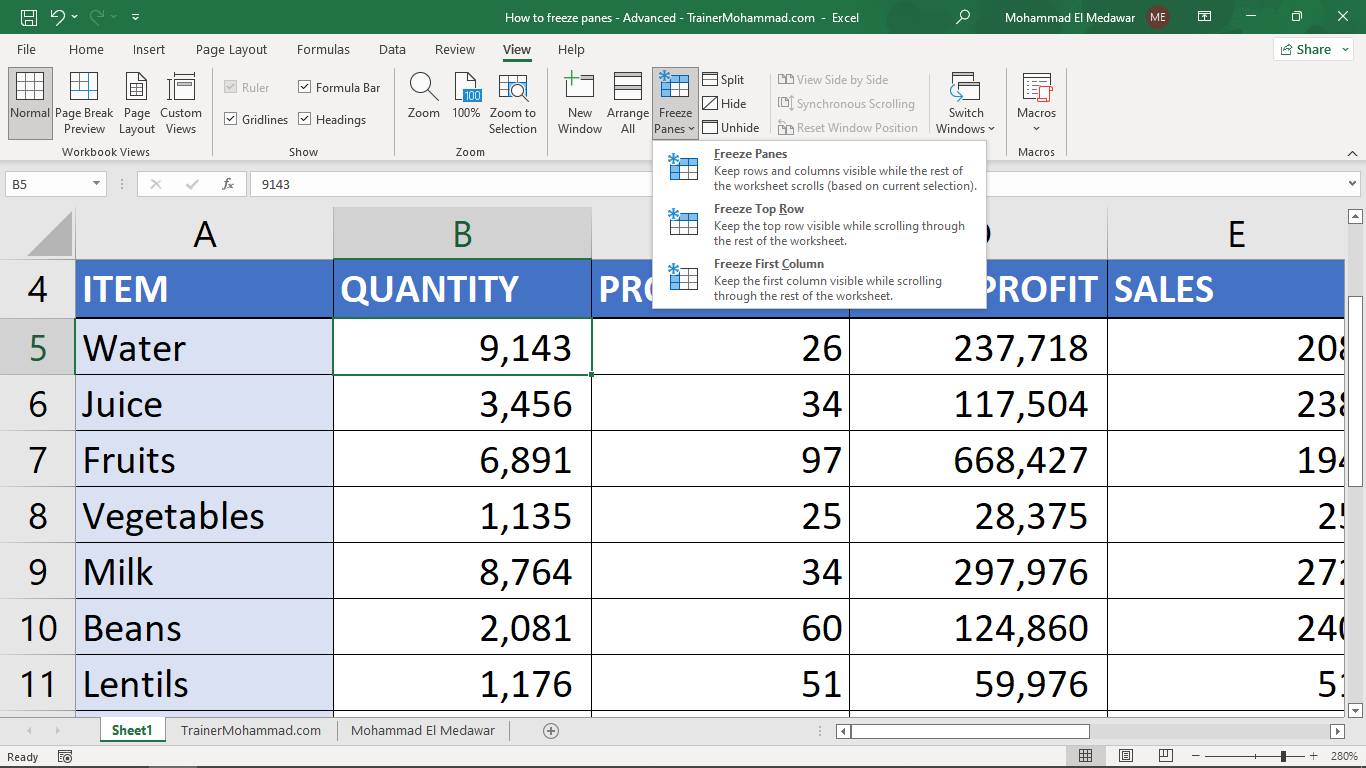 How to freeze panes - Advanced - TrainerMohammad.com - Excel
Mohammad El Medawar ME
File Home Insert Page Layout Formulas Data Review View Help
Share
Normal
Page Break Preview
Page Layout
Custom Views
Workbook Views
Ruler
Formula Bar
Gridlines
Headings
Show
Zoom
100
100%
Zoom to Selection
Zoom
New Window
Arrange All
Freeze Panes
Split
Hide
Unhide
View Side by Side
Synchronous Scrolling
Reset Window Position
Switch Windows
Macros
Macros
Freeze Panes
Keep rows and columns visible while the rest of
the worksheet scrolls (based on current selection).
Freeze Top Row
Keep the top row visible while scrolling through
the rest of the worksheet.
Freeze First Column
Keep the first column visible while scrolling
through the rest of the worksheet.
B5 fx 9143
A B E
4 ITEM QUANTITY PROFIT SALES
5 Water 9,143 26 237,718 208
6 Juice 3,456 34 117,504 238
7 Fruits 6,891 97 668,427 194
8 Vegetables 1,135 25 28,375 25
9 Milk 8,764 34 297,976 272
10 Beans 2,081 60 124,860 240
11 Lentils 1,176 51 59,976 51
Sheet1 TrainerMohammad.com Mohammad El Medawar
Ready 280%